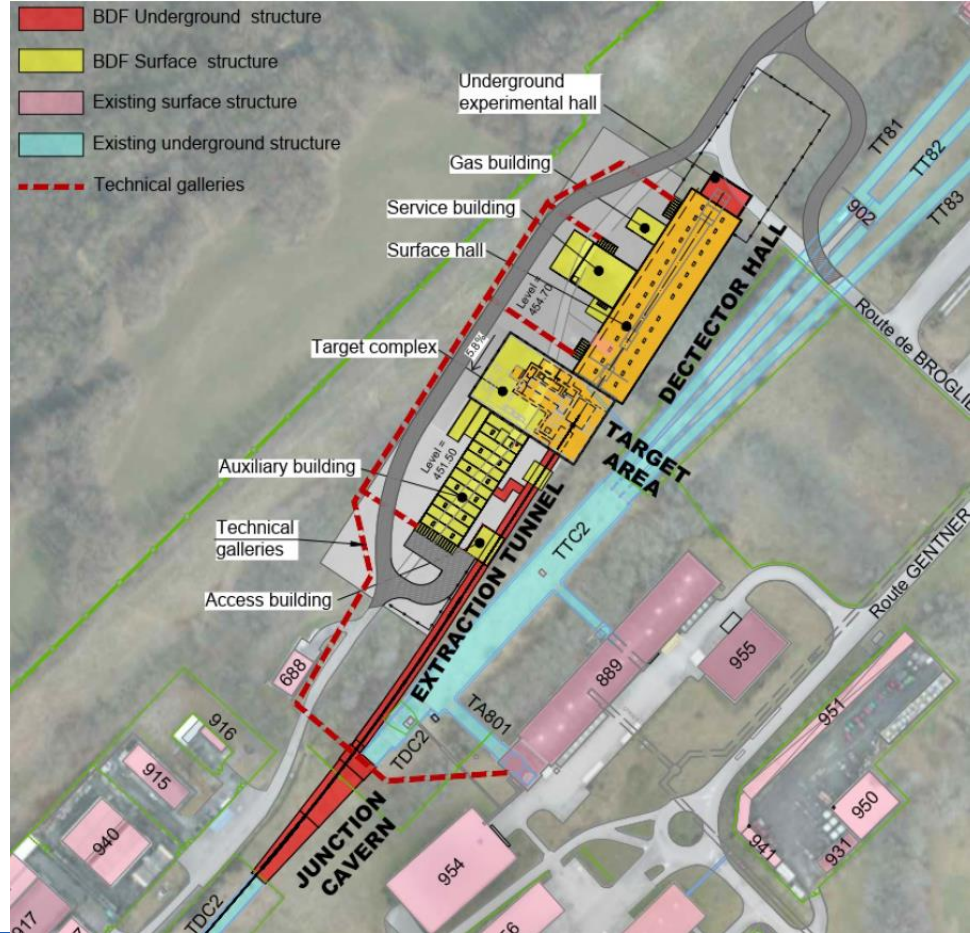 BDF Underground structure
BDF Surface structure
Existing surface structure
Existing underground structure
Technical galleries
Underground
experimental hall
Gas building
Service building
Surface hall
Target complex
Auxiliary building
Technical
galleries
Access building
Level =
454.70
5.8%
Level =
451.50
TT81
TT82
TT83
902
DECTECTOR HALL
TARGET
AREA
EXTRACTION TUNNEL
JUNCTION
CAVERN
Route de BROGLI
Route GENTNER
TTC2
TA801
TDC2
TDC2
688
916
915
940
917
889
955
951
950
931
941
954